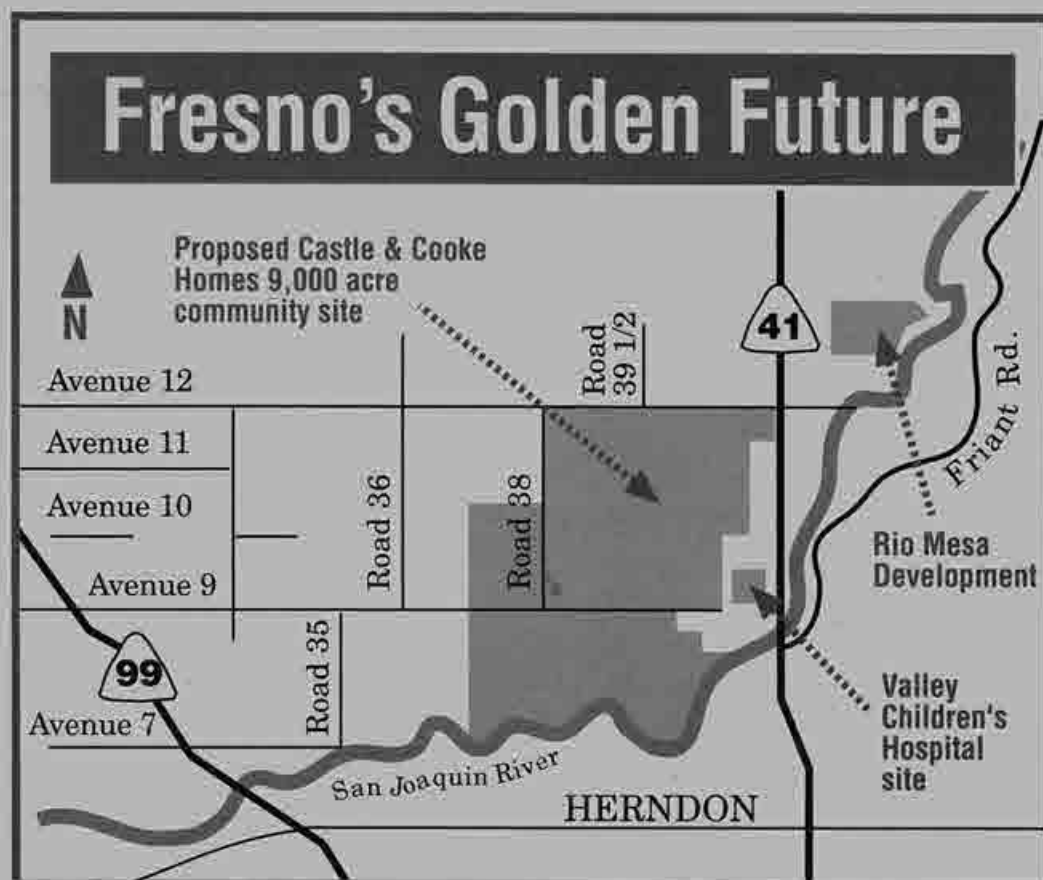 Fresno's Golden Future
Proposed Castle & Cooke
Homes 9,000 acre
community site
N
41
Road
39 1/2
Avenue 12
Avenue 11
Avenue 10
Avenue 9
Road 36
Road 38
Friant Rd.
Rio Mesa
Development
99
Road 35
Avenue 7
Valley
Children's
Hospital
site
San Joaquin River
HERNDON